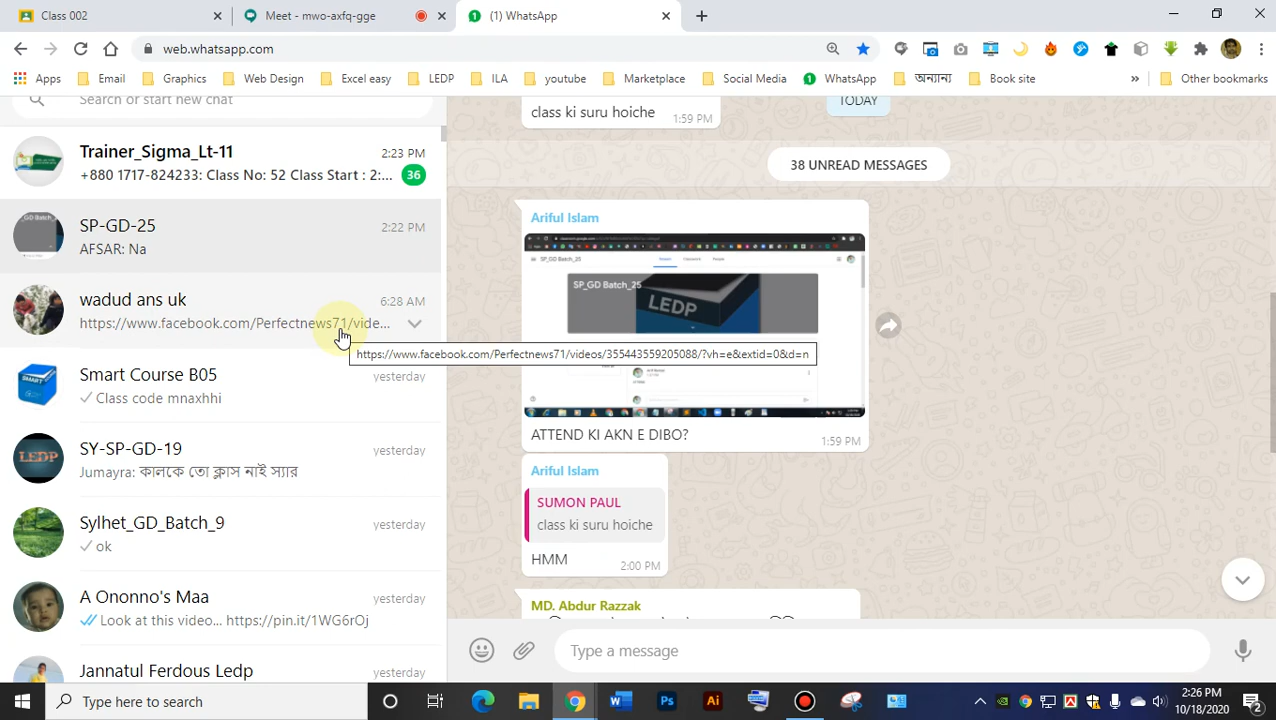 Class 002
Meet - mwo-axfq-gge
(1) WhatsApp
web.whatsapp.com
Apps
Email
Graphics
Web Design
Excel easy
LEDP
ILA
youtube
Marketplace
Social Media
WhatsApp
অন্যান্য
Book site
»
Other bookmarks
Search or start new chat
Trainer_Sigma_Lt-11
2:23 PM
+880 1717-824233: Class No: 52 Class Start : 2:...
36
SP-GD-25
2:22 PM
AFSAR: Na
wadud ans uk
6:28 AM
https://www.facebook.com/Perfectnews71/vide...
https://www.facebook.com/Perfectnews71/videos/355443559205088/?vh=e&extid=0&d=n
Smart Course B05
yesterday
Class code mnaxhhi
SY-SP-GD-19
yesterday
Jumayra: কালকে তো ক্লাস নাই স্যার
LEDP
Sylhet_GD_Batch_9
yesterday
ok
A Ononno's Maa
yesterday
Look at this video... https://pin.it/1WG6rOj
Jannatul Ferdous Ledp
yesterday
class ki suru hoiche
1:59 PM
TODAY
38 UNREAD MESSAGES
Ariful Islam
SP_GD Batch_25
SP_GD Batch_25
LEDP
ATTEND KI AKN E DIBO?
1:59 PM
Ariful Islam
SUMON PAUL
class ki suru hoiche
HMM
2:00 PM
MD. Abdur Razzak
Type a message
Type here to search
2:26 PM
10/18/2020
2